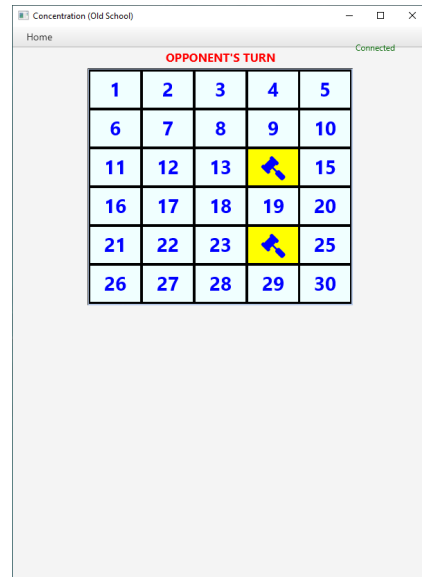 Concentration (Old School)
Home
Connected
OPPONENT'S TURN
1 2 3 4 5
6 7 8 9 10
11 12 13 15
16 17 18 19 20
21 22 23 25
26 27 28 29 30